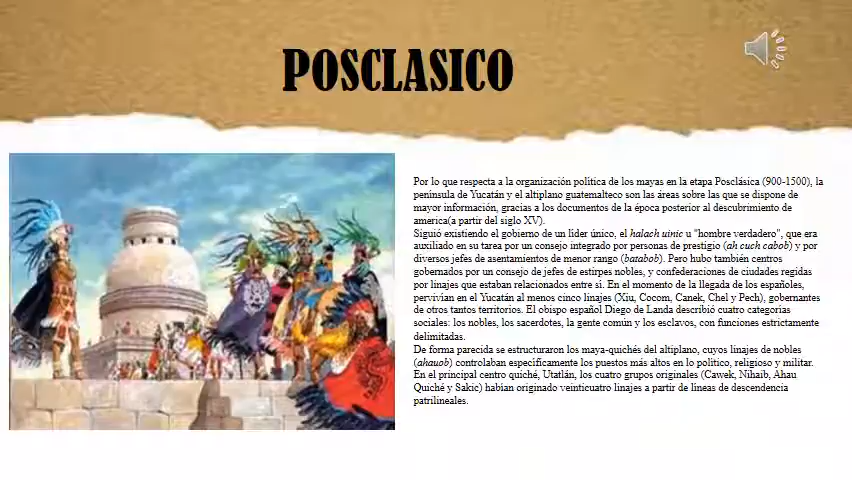 POSCLASICO
Por lo que respecta a la organización política de los mayas en la etapa Posclásica (900-1500), la
península de Yucatán y el altiplano guatemalteco son las áreas sobre las que se dispone de
mayor información, gracias a los documentos de la época posterior al descubrimiento de
america(a partir del siglo XV).
Siguió existiendo el gobierno de un líder único, el halach uinic u "hombre verdadero", que era
auxiliado en su tarea por un consejo integrado por personas de prestigio (ah cuch cabob) y por
diversos jefes de asentamientos de menor rango (batabob). Pero hubo también centros
gobernados por un consejo de jefes de estirpes nobles, y confederaciones de ciudades regidas
por linajes que estaban relacionados entre sí. En el momento de la llegada de los españoles,
pervivían en el Yucatán al menos cinco linajes (Xiu, Cocom, Canek, Chel y Pech), gobernantes
de otros tantos territorios. El obispo español Diego de Landa describió cuatro categorías
sociales: los nobles, los sacerdotes, la gente común y los esclavos, con funciones estrictamente
delimitadas.
De forma parecida se estructuraron los maya-quichés del altiplano, cuyos linajes de nobles
(ahauob) controlaban específicamente los puestos más altos en lo político, religioso y militar.
En el principal centro quiché, Utatlán, los cuatro grupos originales (Cawek, Nihaib, Ahau
Quiché y Sakic) habían originado veinticuatro linajes a partir de líneas de descendencia
patrilineales.